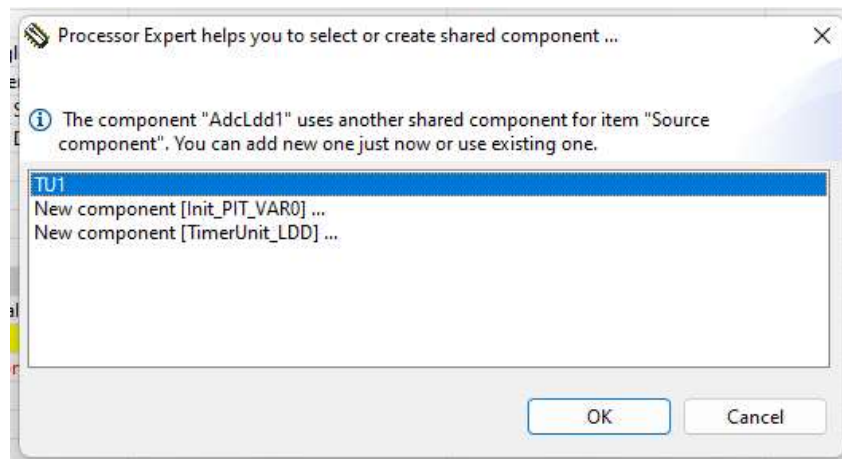 Processor Expert helps you to select or create shared component ...
The component "AdcLdd1" uses another shared component for item "Source
component". You can add new one just now or use existing one.
TU1
New component [Init_PIT_VAR0] ...
New component [TimerUnit_LDD] ...
OK
Cancel